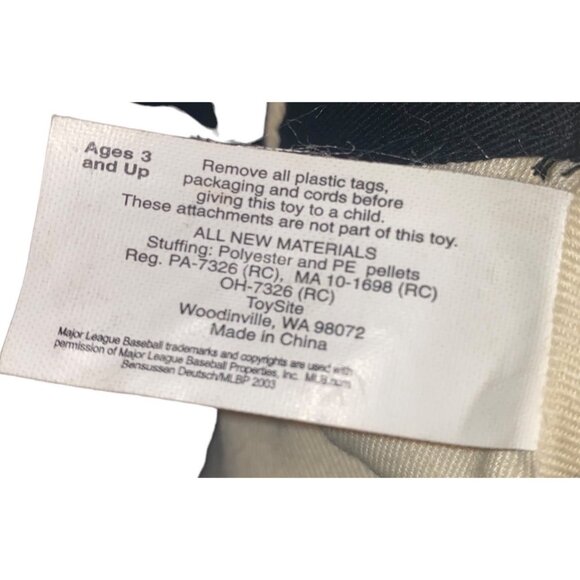 Ages 3
and Up
Remove all plastic tags,
packaging and cords before
giving this toy to a child.
These attachments are not part of this toy.
ALL NEW MATERIALS
Stuffing: Polyester and PE pellets
Reg. PA-7326 (RC), MA 10-1698 (RC)
OH-7326 (RC)
ToySite
Woodinville, WA 98072
Made in China
Major League Baseball trademarks and copyrights are used with
permission of Major League Baseball Properties, Inc. MLB.com
Bensussen Deutsch/MLBP 2003